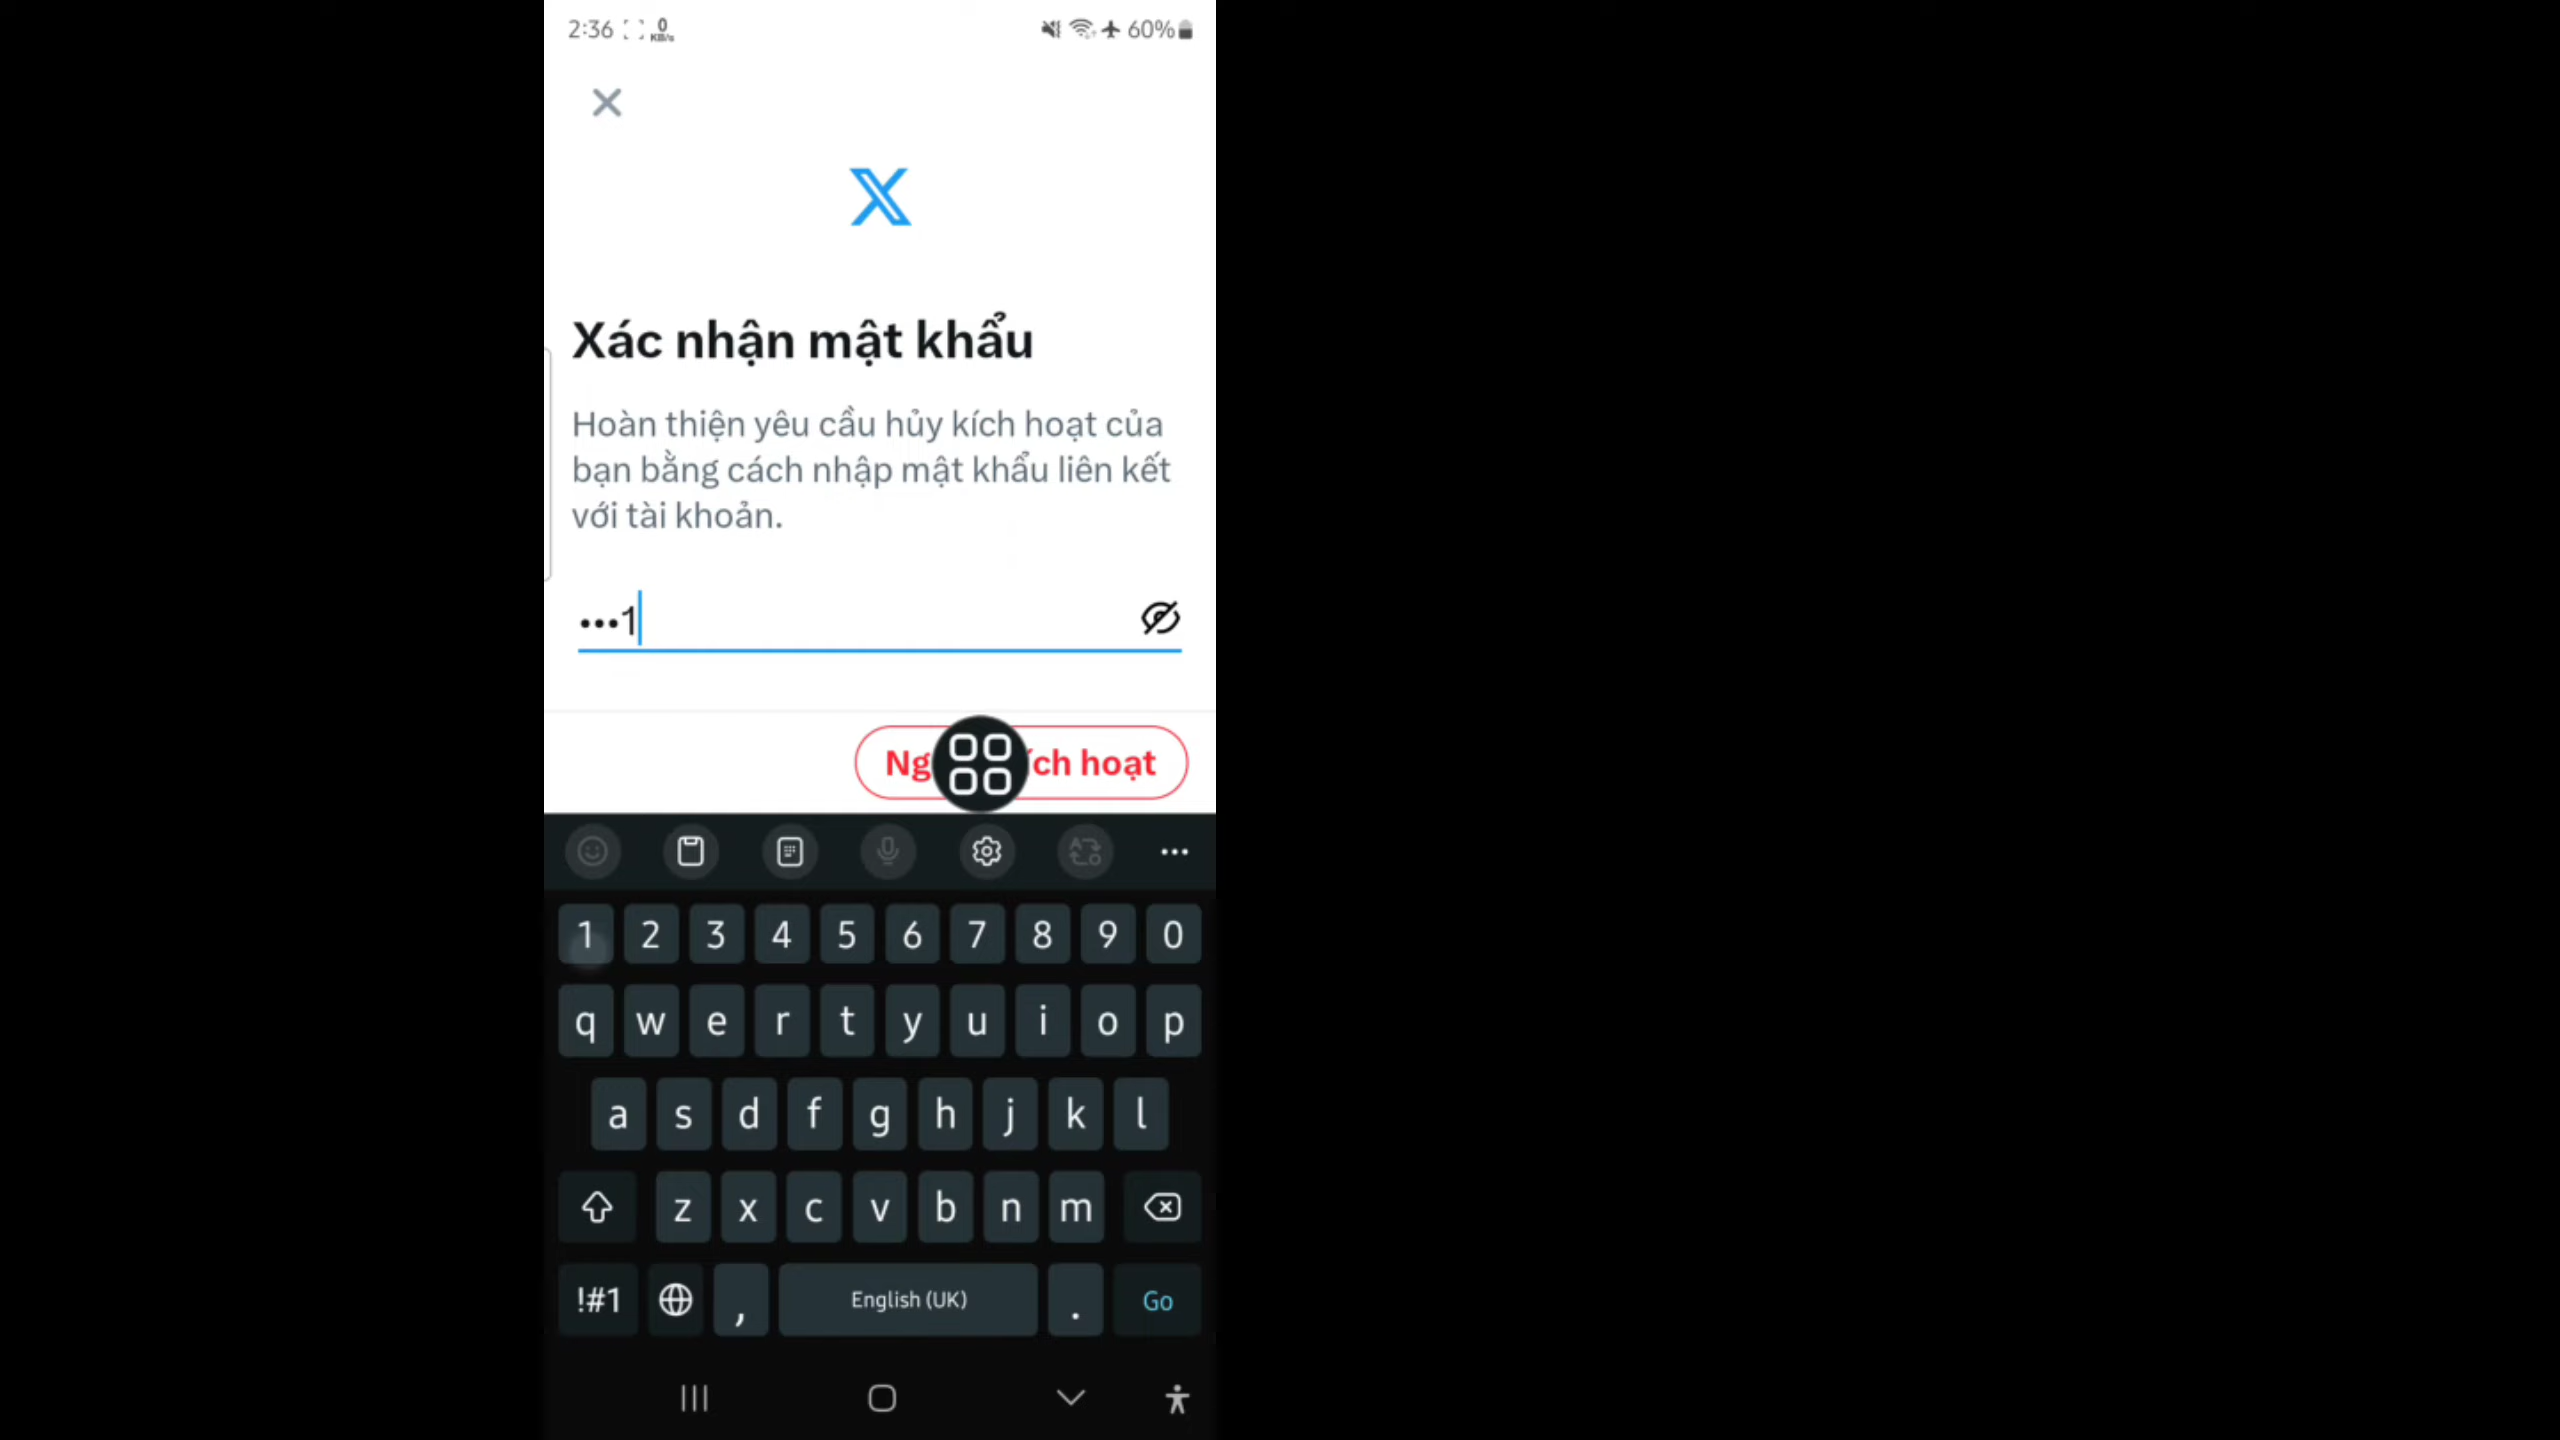 2:36 0 KB/s 60%
Xác nhận mật khẩu
Hoàn thiện yêu cầu hủy kích hoạt của
bạn bằng cách nhập mật khẩu liên kết
với tài khoản.
•••1
hoạt
1 2 3 4 5 6 7 8 9 0
q w e r t y u i o p
a s d f g h j k l
z x c v b n m
!#1 , English (UK) . Go